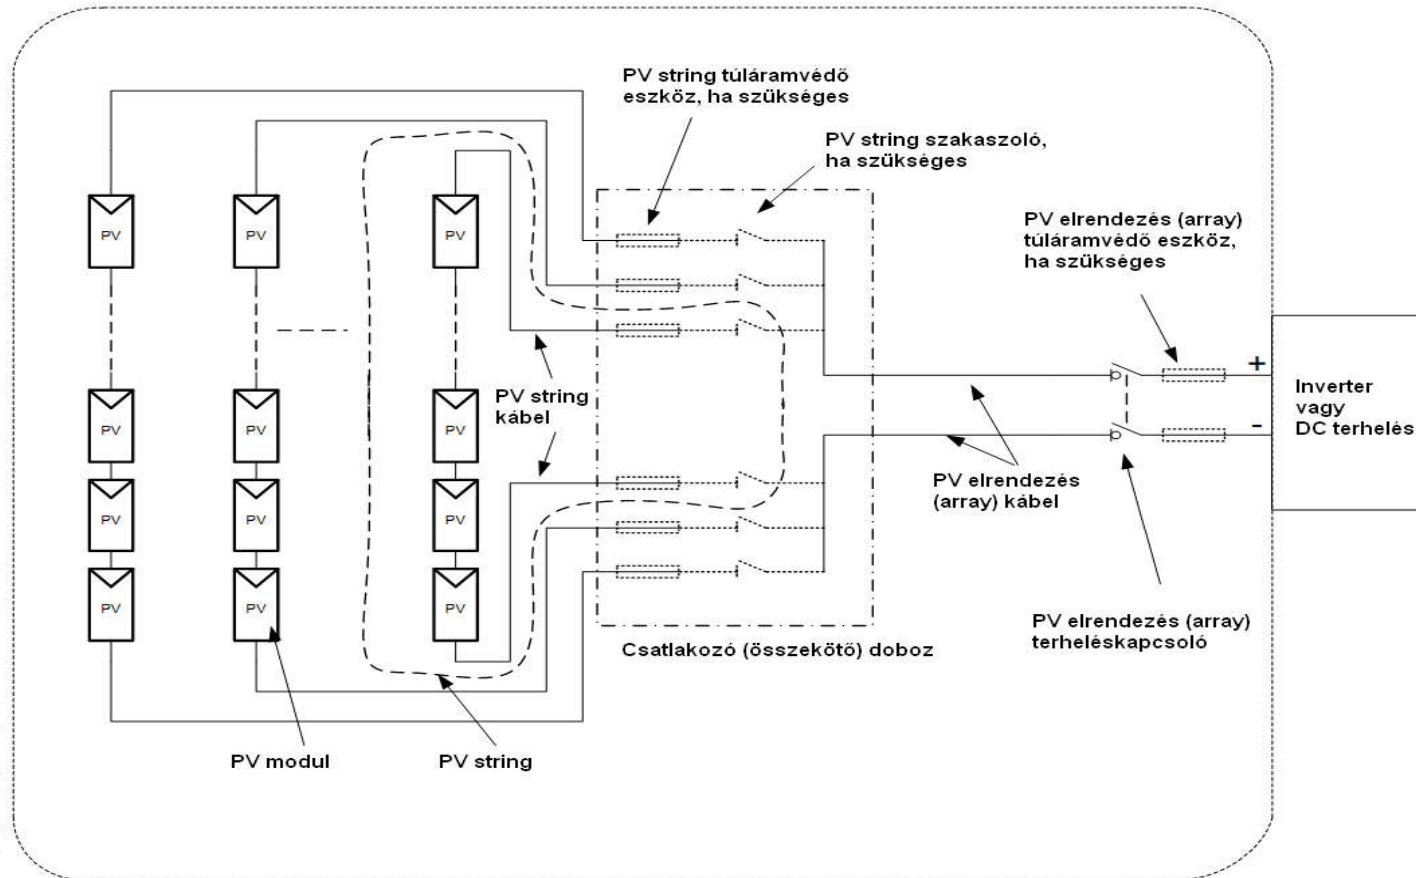 PV string túláramvédő
eszköz, ha szükséges
PV string szakaszoló,
ha szükséges
PV elrendezés (array)
túláramvédő eszköz,
ha szükséges
PV
PV
PV
PV string
kábel
+
-
Inverter
vagy
DC terhelés
PV
PV
PV
PV elrendezés
(array) kábel
PV
PV
PV
PV
PV
PV
PV elrendezés (array)
terheléskapcsoló
Csatlakozó (összekötő) doboz
PV modul
PV string